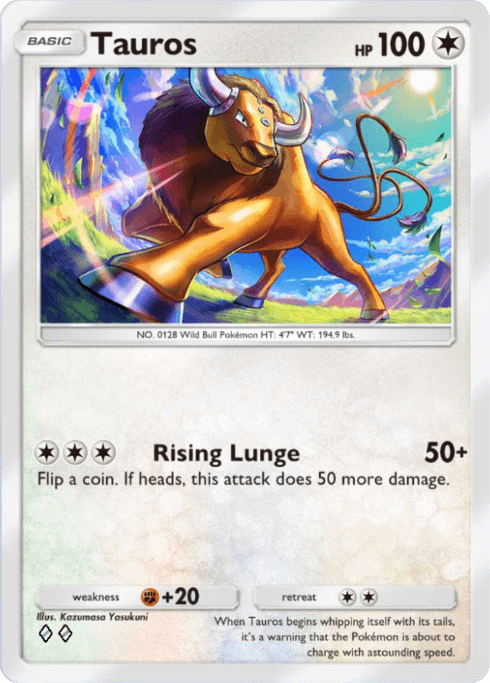 BASIC Tauros HP 100
NO. 0128 Wild Bull Pokémon HT: 4'7" WT: 194.9 lbs.
Rising Lunge 50+
Flip a coin. If heads, this attack does 50 more damage.
weakness +20 retreat
Illus. Kazumasa Yasukuni
When Tauros begins whipping itself with its tails,
it's a warning that the Pokémon is about to
charge with astounding speed.